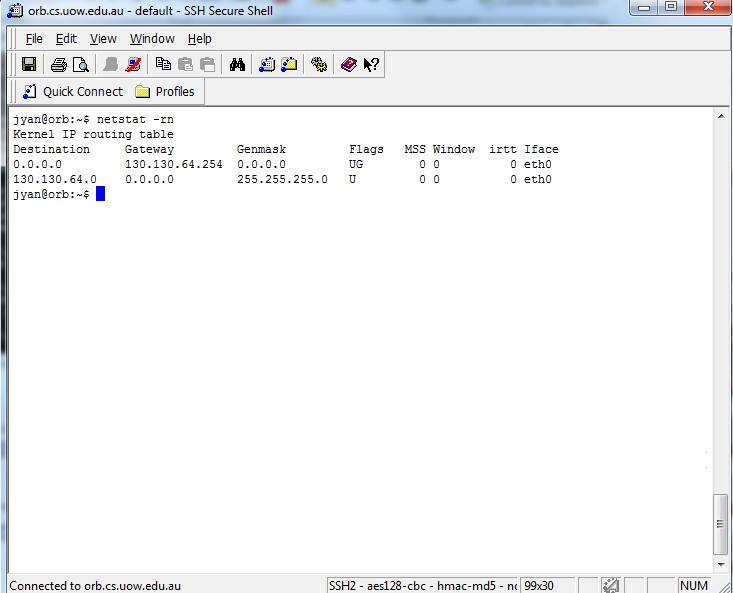 orb.cs.uow.edu.au - default - SSH Secure Shell
File Edit View Window Help
Quick Connect Profiles
jyan@orb:~$ netstat -rn
Kernel IP routing table
Destination Gateway Genmask Flags MSS Window irtt Iface
0.0.0.0 130.130.64.254 0.0.0.0 UG 0 0 0 eth0
130.130.64.0 0.0.0.0 255.255.255.0 U 0 0 0 eth0
jyan@orb:~$
Connected to orb.cs.uow.edu.au SSH2 - aes128-cbc - hmac-md5 - nc 99x30 NUM